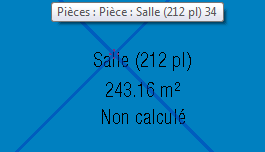 Pièces : Pièce : Salle (212 pl) 34
Salle (212 pl)
243.16 m²
Non calculé